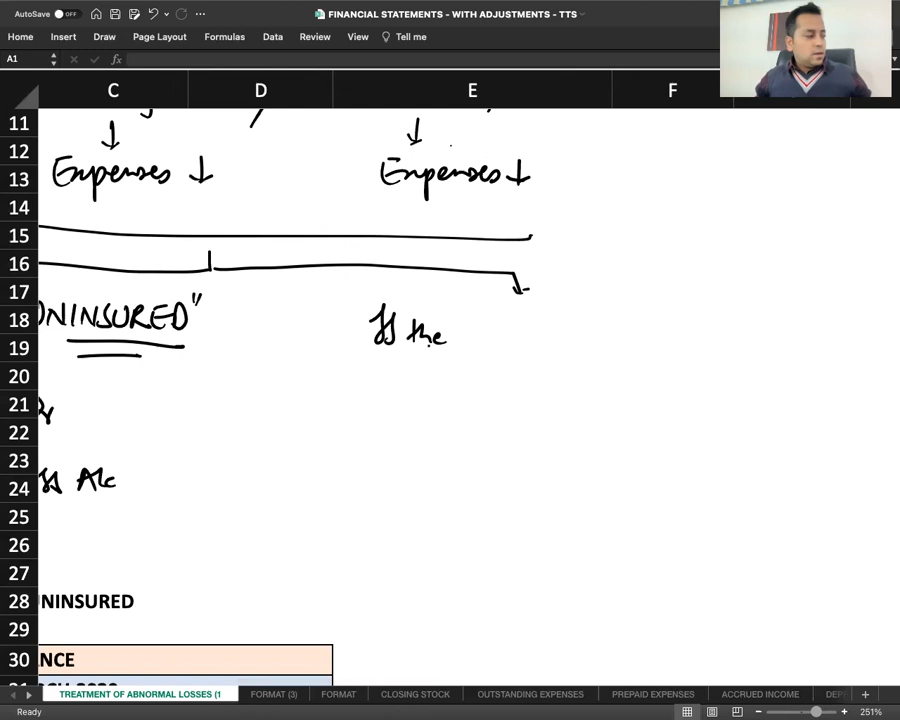 AutoSave OFF
FINANCIAL STATEMENTS - WITH ADJUSTMENTS - TTS
Home Insert Draw Page Layout Formulas Data Review View Tell me
A1 fx
C D E F
11
12
13 Expenses ↓ Expenses ↓
14
15
16
17
18 UNINSURED" If the
19
20
21
22
23
24 A/c
25
26
27
28 NINSURED
29
30 NCE
TREATMENT OF ABNORMAL LOSSES (1 FORMAT (3) FORMAT CLOSING STOCK OUTSTANDING EXPENSES PREPAID EXPENSES ACCRUED INCOME DEP +
Ready 251%